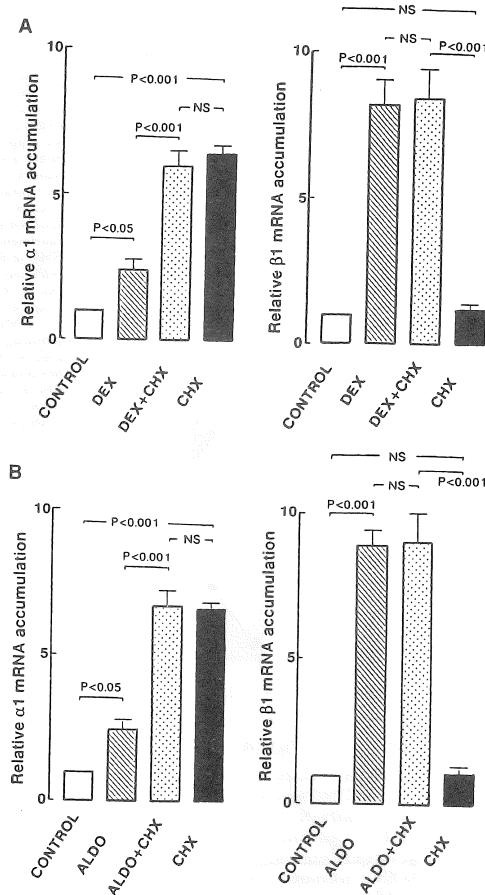 A
Relative α1 mRNA accumulation
10
5
0
P<0.001
NS
P<0.001
P<0.05
CONTROL
DEX
DEX+CHX
CHX
Relative β1 mRNA accumulation
10
5
0
NS
NS
P<0.001
P<0.001
CONTROL
DEX
DEX+CHX
CHX
B
Relative α1 mRNA accumulation
10
5
0
P<0.001
NS
P<0.001
P<0.05
CONTROL
ALDO
ALDO+CHX
CHX
Relative β1 mRNA accumulation
10
5
0
NS
P<0.001
NS
P<0.001
CONTROL
ALDO
ALDO+CHX
CHX